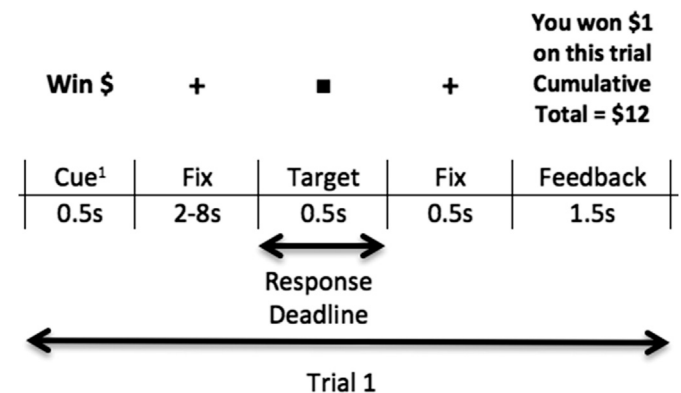 You won $1
on this trial
Win $ + ■ + Cumulative
Total = $12
Cue¹ Fix Target Fix Feedback
0.5s 2-8s 0.5s 0.5s 1.5s
Response
Deadline
Trial 1